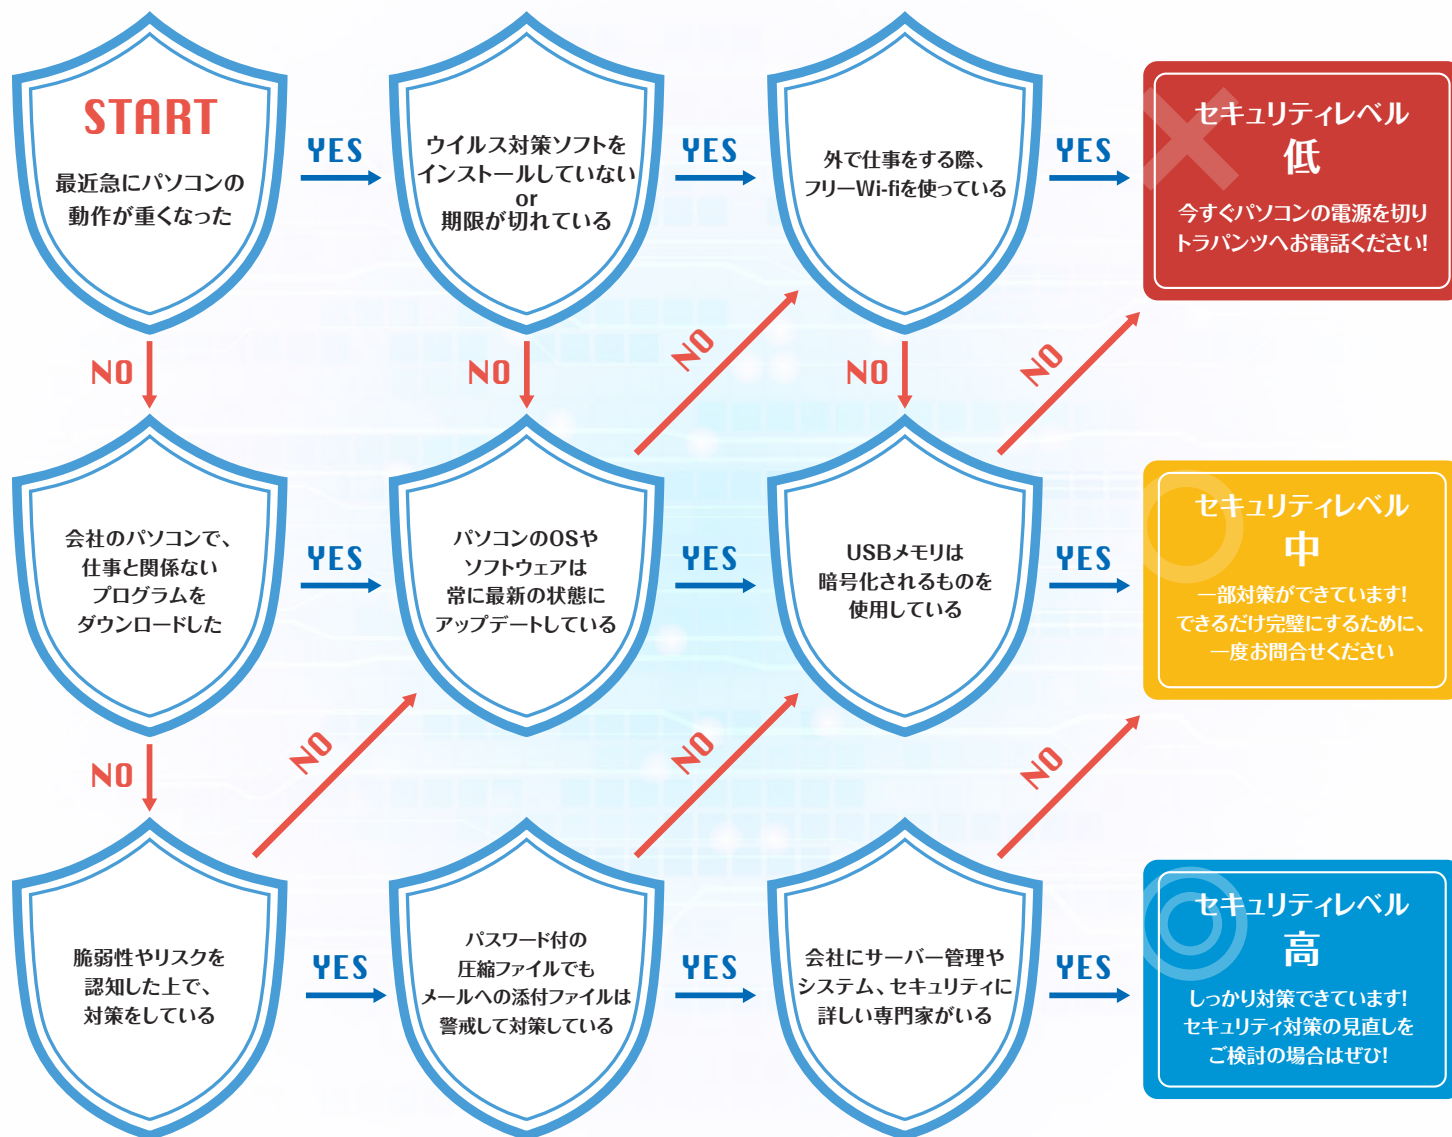 START
最近急にパソコンの
動作が重くなった
YES
ウイルス対策ソフトを
インストールしていない
or
期限が切れている
YES
外で仕事をする際、
フリーWi-fiを使っている
YES
セキュリティレベル
低
今すぐパソコンの電源を切り
トラパンツへお電話ください!
NO
NO
NO
NO
NO
会社のパソコンで、
仕事と関係ない
プログラムを
ダウンロードした
YES
パソコンのOSや
ソフトウェアは
常に最新の状態に
アップデートしている
YES
USBメモリは
暗号化されるものを
使用している
YES
セキュリティレベル
中
一部対策ができています!
できるだけ完璧にするために、
一度お問合せください
NO
NO
NO
NO
脆弱性やリスクを
認知した上で、
対策をしている
YES
パスワード付の
圧縮ファイルでも
メールへの添付ファイルは
警戒して対策している
YES
会社にサーバー管理や
システム、セキュリティに
詳しい専門家がいる
YES
セキュリティレベル
高
しっかり対策できています!
セキュリティ対策の見直しを
ご検討の場合はぜひ!